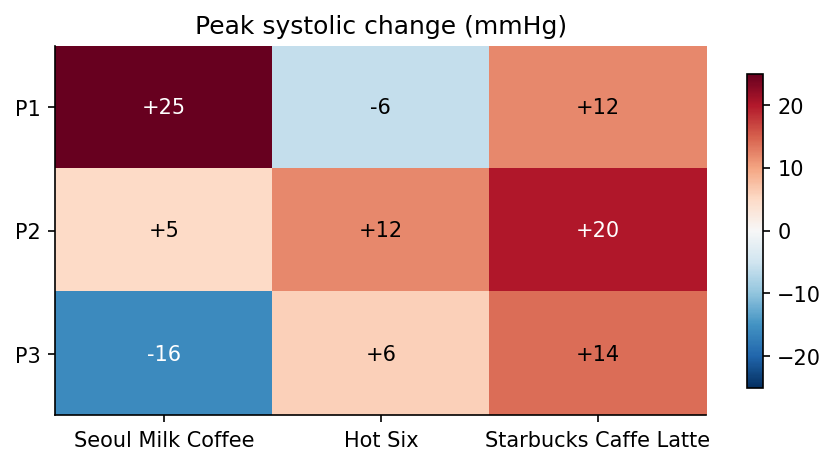 Peak systolic change (mmHg)
P1 +25 -6 +12
P2 +5 +12 +20
P3 -16 +6 +14
Seoul Milk Coffee Hot Six Starbucks Caffe Latte
20
10
0
−10
−20